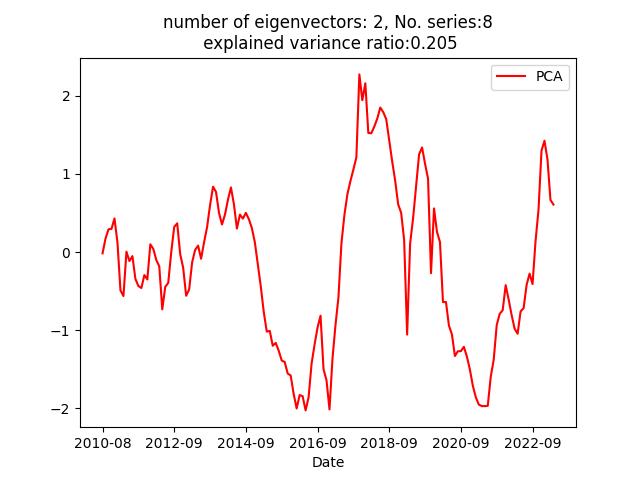 number of eigenvectors: 2, No. series:8
explained variance ratio:0.205
PCA
2
1
0
−1
−2
2010-08 2012-09 2014-09 2016-09 2018-09 2020-09 2022-09
Date